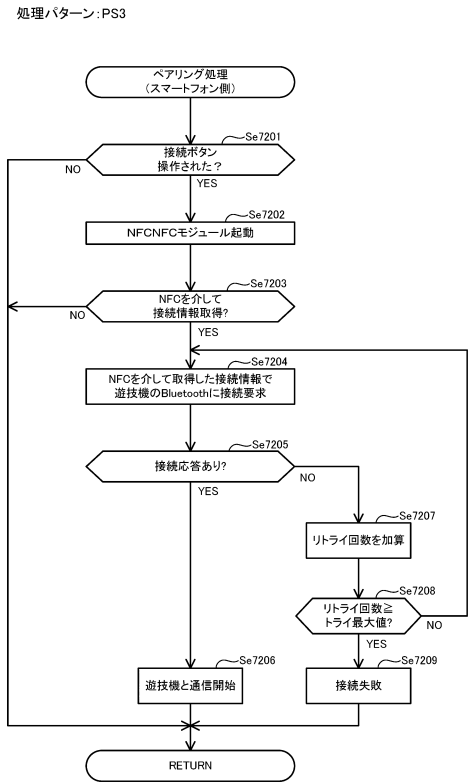 処理パターン:PS3
ペアリング処理
(スマートフォン側)
Se7201
接続ボタン
操作された?
NO
YES
Se7202
NFCNFCモジュール起動
Se7203
NFCを介して
接続情報取得?
NO
YES
Se7204
NFCを介して取得した接続情報で
遊技機のBluetoothに接続要求
Se7205
接続応答あり?
NO
YES
Se7207
リトライ回数を加算
Se7208
リトライ回数≧
トライ最大値?
NO
YES
Se7206
遊技機と通信開始
Se7209
接続失敗
RETURN